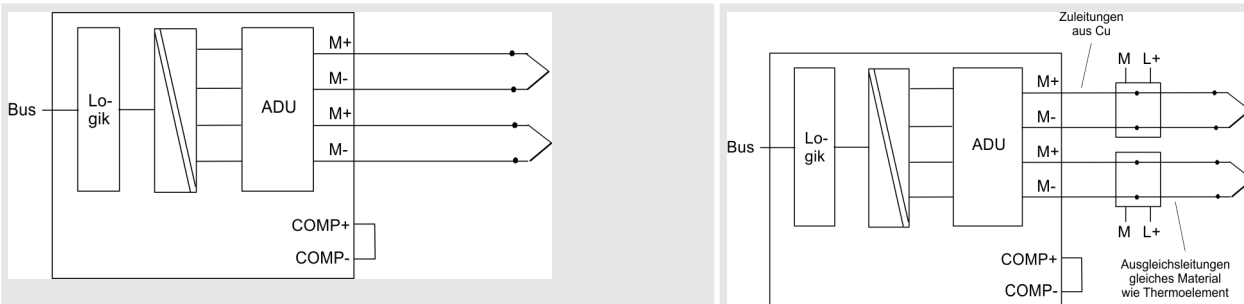 M+
M-
M+
M-
Bus
Lo-
gik
ADU
COMP+
COMP-
Zuleitungen
aus Cu
M L+
M+
M-
M+
M-
Bus
Lo-
gik
ADU
M L+
COMP+
COMP-
Ausgleichsleitungen
gleiches Material
wie Thermoelement